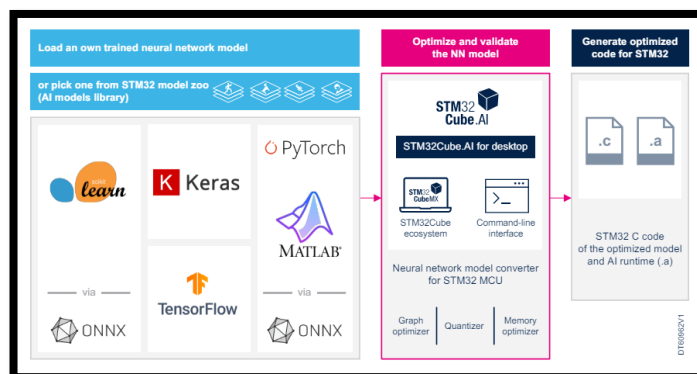 Load an own trained neural network model
or pick one from STM32 model zoo
(AI models library)
scikit
learn
via
ONNX
Keras
TensorFlow
PyTorch
MATLAB®
via
ONNX
Optimize and validate
the NN model
STM32
Cube.AI
STM32Cube.AI for desktop
STM32
CubeMX
STM32Cube
ecosystem
>_
Command-line
interface
Neural network model converter
for STM32 MCU
Graph
optimizer
Quantizer
Memory
optimizer
Generate optimized
code for STM32
.c
.a
STM32 C code
of the optimized model
and AI runtime (.a)
DT60962V1